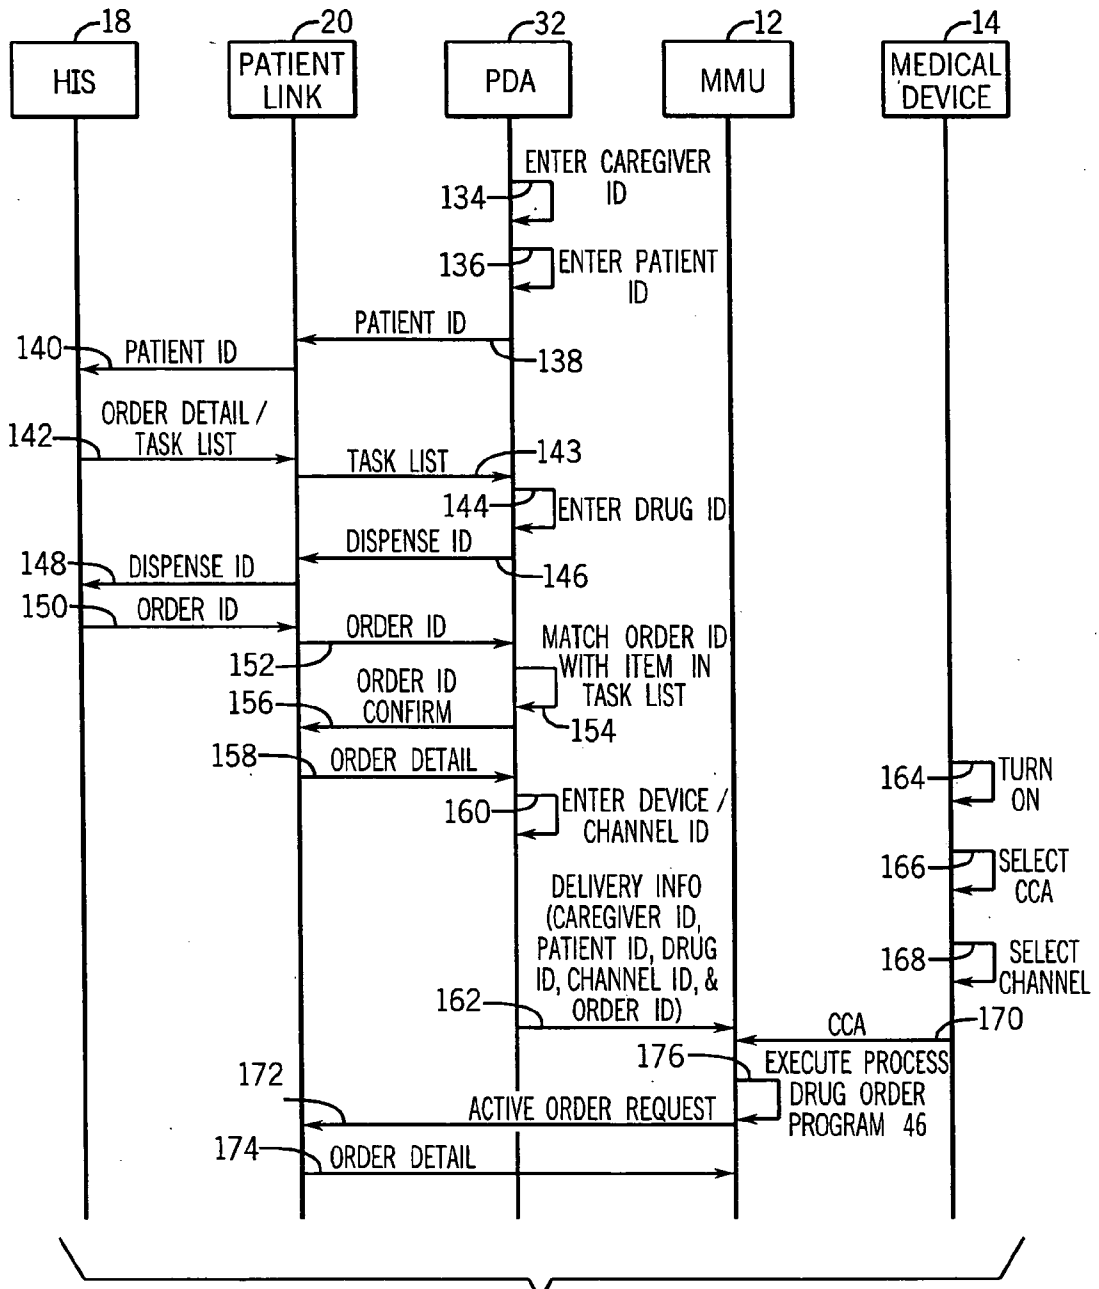 18
20
32
12
14
HIS
PATIENT
LINK
PDA
MMU
MEDICAL
DEVICE
ENTER CAREGIVER
ID
134
136
ENTER PATIENT
ID
PATIENT ID
138
140
PATIENT ID
ORDER DETAIL /
TASK LIST
142
TASK LIST
143
144
ENTER DRUG ID
DISPENSE ID
146
148
DISPENSE ID
150
ORDER ID
ORDER ID
152
MATCH ORDER ID
WITH ITEM IN
TASK LIST
154
ORDER ID
CONFIRM
156
158
ORDER DETAIL
160
ENTER DEVICE /
CHANNEL ID
164
TURN
ON
166
SELECT
CCA
168
SELECT
CHANNEL
DELIVERY INFO
(CAREGIVER ID,
PATIENT ID, DRUG
ID, CHANNEL ID, &
ORDER ID)
162
CCA
170
176
EXECUTE PROCESS
DRUG ORDER
PROGRAM 46
172
ACTIVE ORDER REQUEST
174
ORDER DETAIL